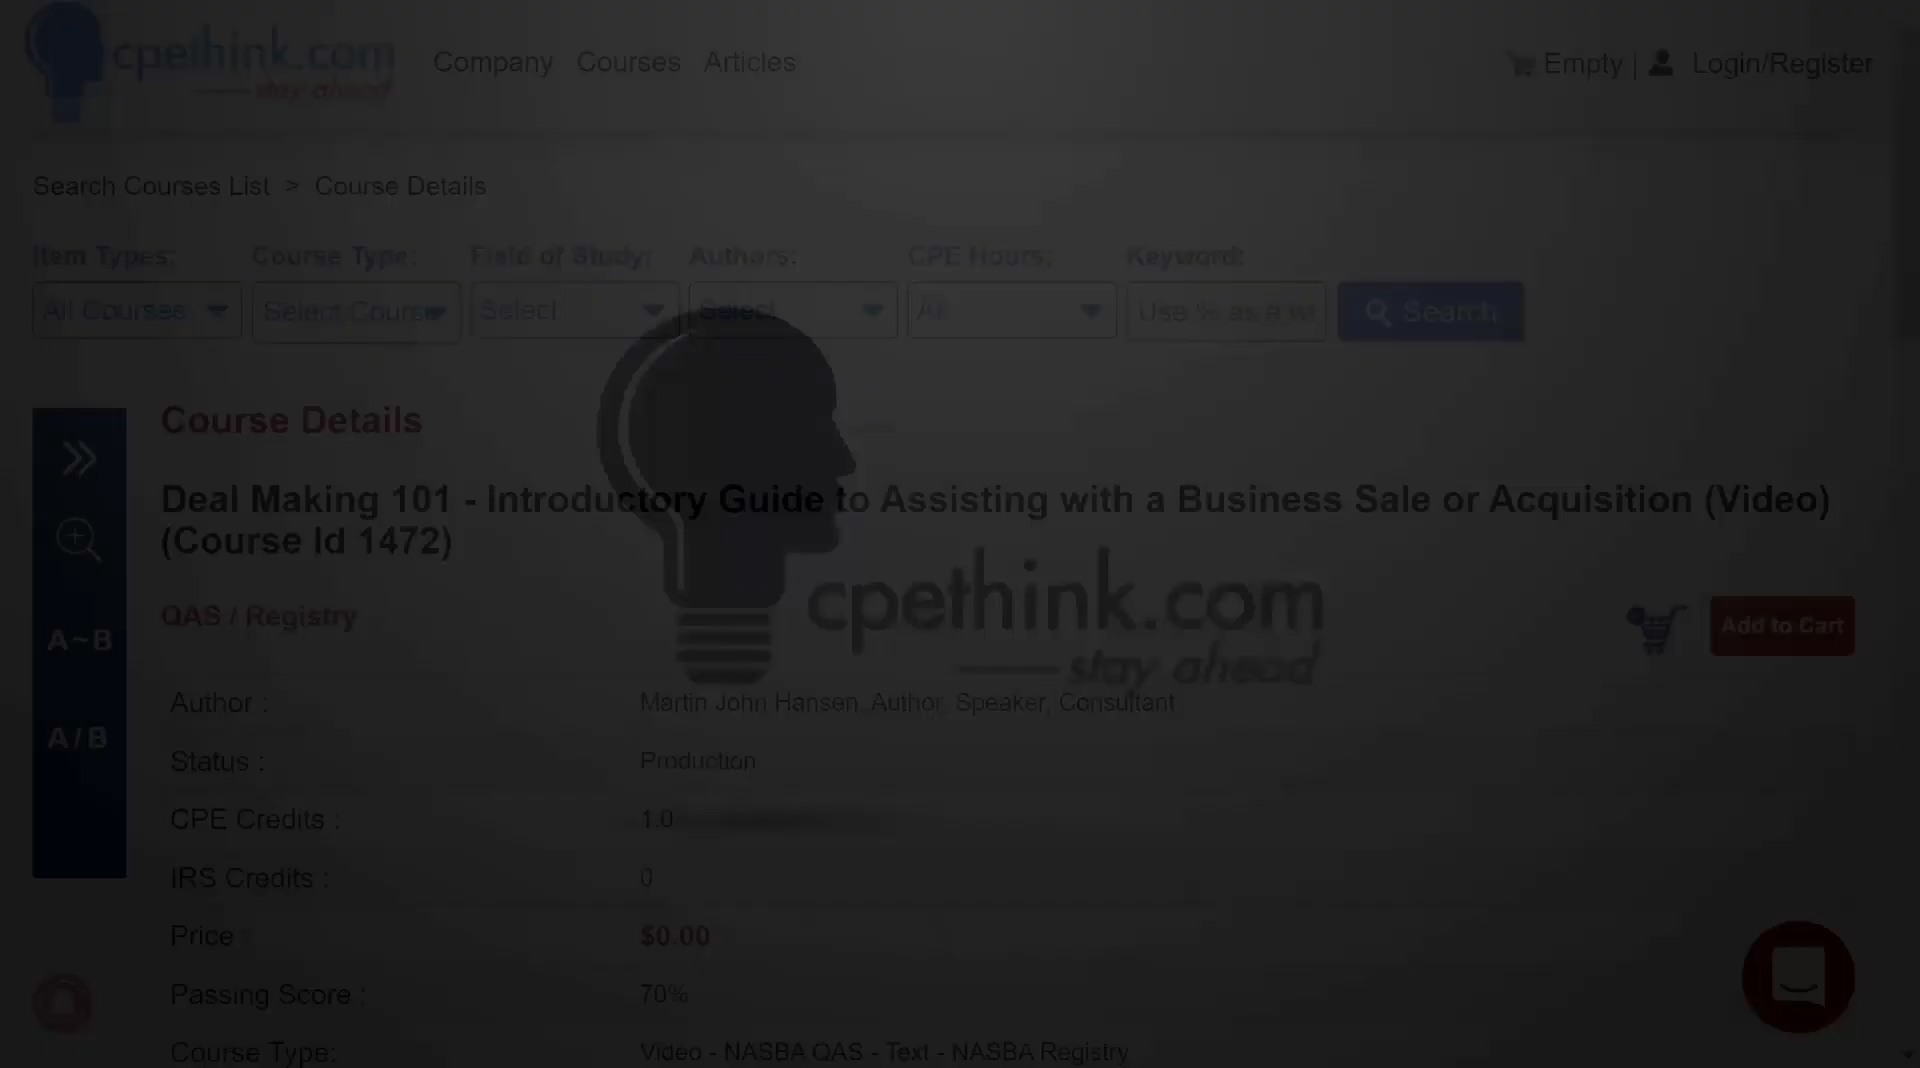 cpethink.com
stay ahead
Company Courses Articles
Empty | Login/Register
Search Courses List > Course Details
Item Types: Course Type: Field of Study: Authors: CPE Hours: Keyword:
All Courses Select Course Select Select All Use % as a wi Search
Course Details
Deal Making 101 - Introductory Guide to Assisting with a Business Sale or Acquisition (Video)
(Course Id 1472)
cpethink.com
stay ahead
QAS / Registry
Add to Cart
A~B
A/B
Author : Martin John Hansen, Author, Speaker, Consultant
Status : Production
CPE Credits : 1.0
IRS Credits : 0
Price : $0.00
Passing Score : 70%
Course Type: Video - NASBA QAS - Text - NASBA Registry